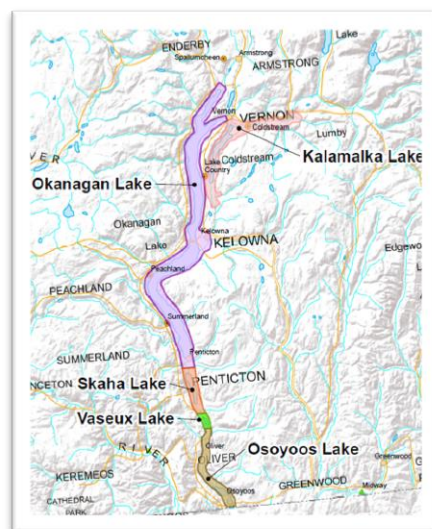 ENDERBY
Lake
Armstrong
Spallumcheen
ARMSTRONG
Vernon
VERNON
Coldstream
Lumby
VER
Kalamalka Lake
Lake
Country
Coldstream
Okanagan Lake
Okanagan
Kelowna
Lake
KELOWNA
Edgewo
Peachland
PEACHLAND
Summerland
SUMMERLAND
Penticton
Skaha Lake
PENTICTON
NCETON
Vaseux Lake
RIVER
Oliver
OLIVER
Osoyoos Lake
Greenwood
KEREMEOS
GREENWOOD
Midway
Osoyoos
CATHEDRAL
PARK